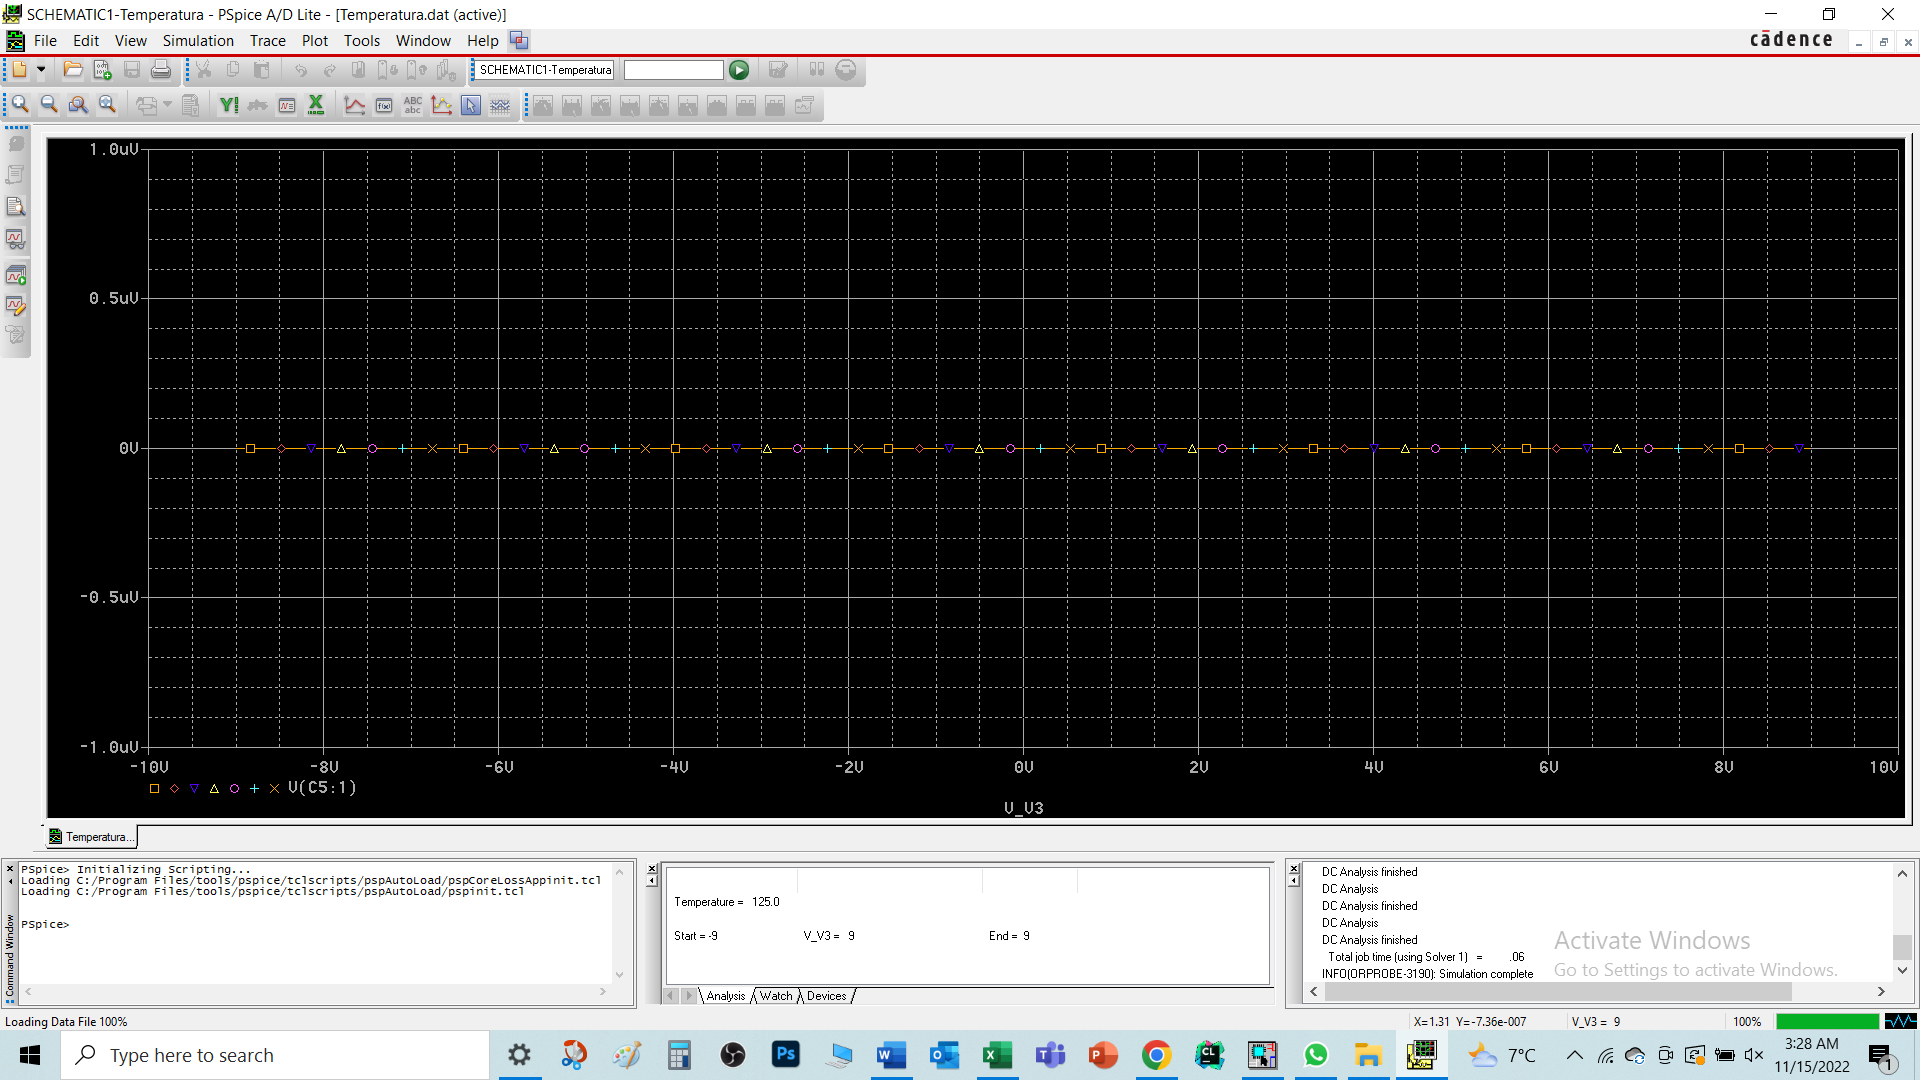 SCHEMATIC1-Temperatura - PSpice A/D Lite - [Temperatura.dat (active)]
File Edit View Simulation Trace Plot Tools Window Help
cādence
SCHEMATIC1-Temperatura
ABC
abc
1.0uV
0.5uV
0V
-0.5uV
-1.0uV
-10V -8V -6V -4V -2V 0V 2V 4V 6V 8V 10V
V(C5:1)
V_V3
Temperatura...
Command Window
PSpice> Initializing Scripting...
Loading C:/Program Files/tools/pspice/tclscripts/pspAutoLoad/pspCoreLossAppinit.tcl
Loading C:/Program Files/tools/pspice/tclscripts/pspAutoLoad/pspinit.tcl
PSpice>
Temperature = 125.0
Start = -9 V_V3 = 9 End = 9
Analysis Watch Devices
DC Analysis finished
DC Analysis
DC Analysis finished
DC Analysis
DC Analysis finished
Total job time (using Solver 1) = .06
INFO(ORPROBE-3190): Simulation complete
Activate Windows
Go to Settings to activate Windows.
Loading Data File 100%
X=1.31 Y=-7.36e-007 V_V3 = 9 100%
Type here to search
Ps
CL
7°C
3:28 AM
11/15/2022
1